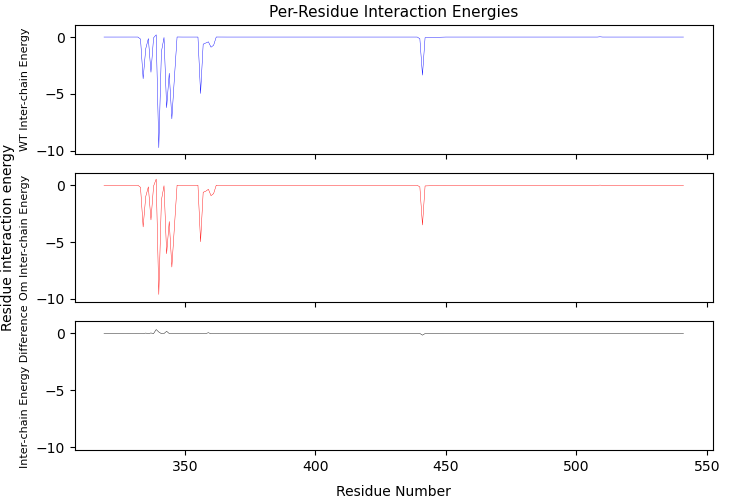 Per-Residue Interaction Energies
Residue interaction energy
WT Inter-chain Energy
0
−5
−10
Om Inter-chain Energy
0
−5
−10
Inter-chain Energy Difference
0
−5
−10
350
400
450
500
550
Residue Number